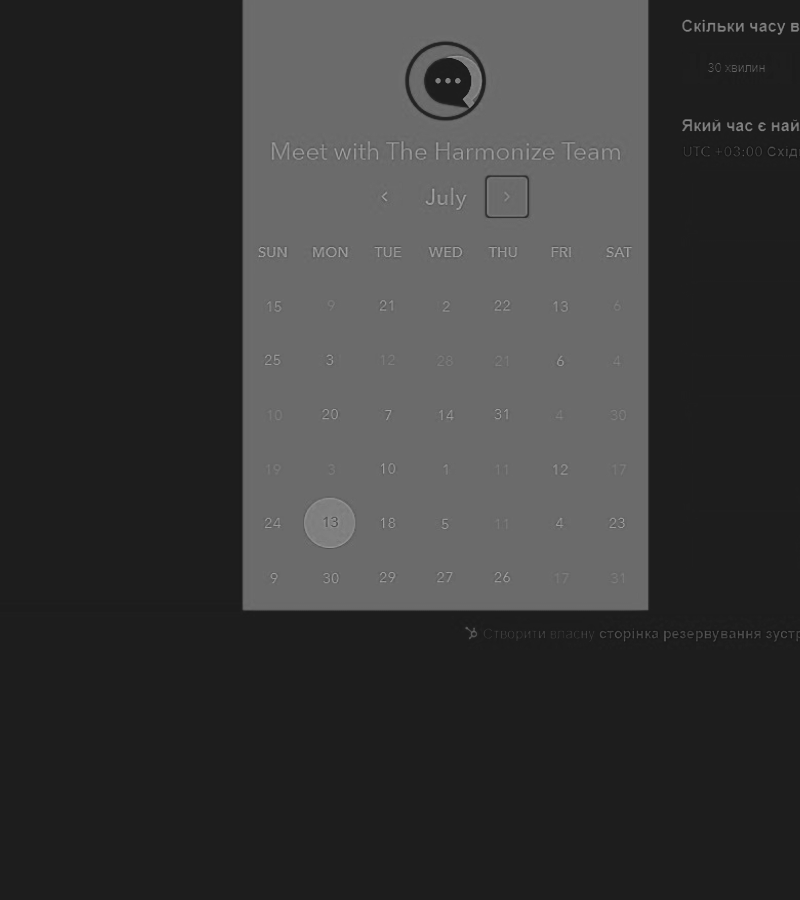 Meet with The Harmonize Team
July
SUN MON TUE WED THU FRI SAT
15 9 21 2 22 13 6
25 3 12 28 21 6 4
10 20 7 14 31 4 30
19 3 10 1 11 12 17
24 13 18 5 11 4 23
9 30 29 27 26 17 31
Скільки часу в
30 хвилин
Який час є най
UTC +03:00 Східн
Створити власну сторінка резервування зустр